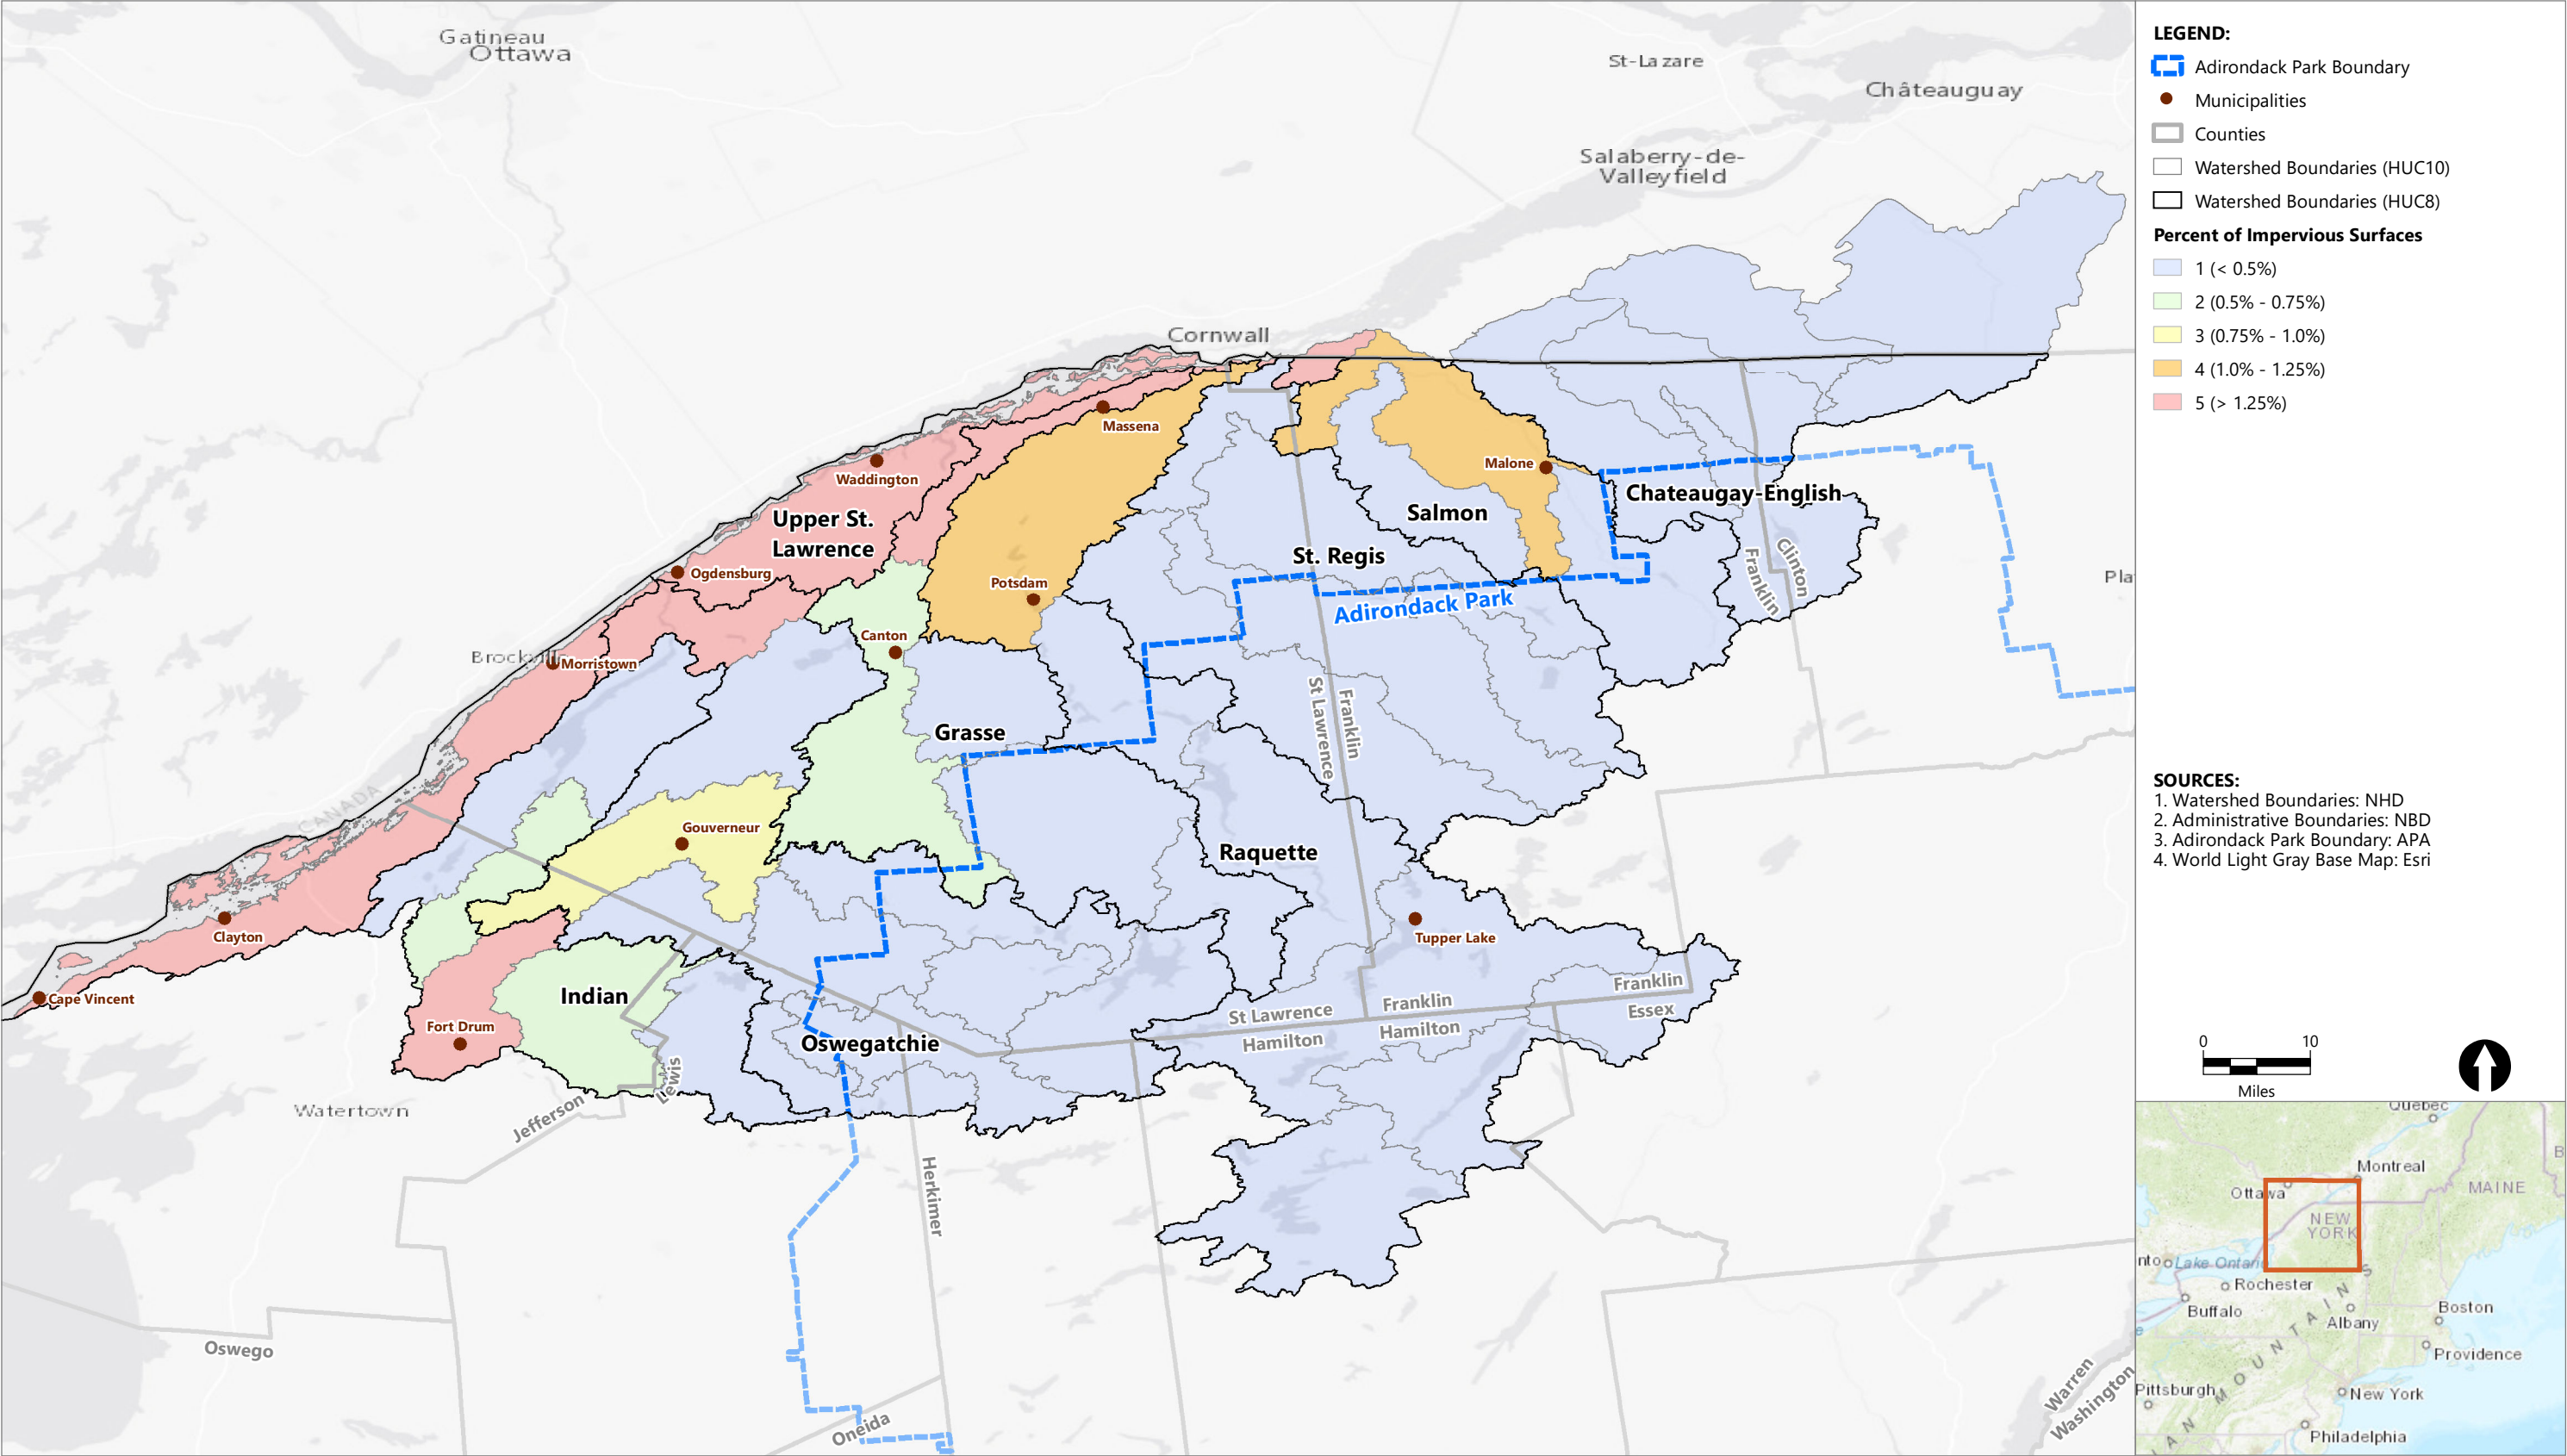 Gatineau
Ottawa
St-Lazare
Châteauguay
Salaberry-de-
Valleyfield
Cornwall
Massena
Waddington
Upper St.
Lawrence
Ogdensburg
Potsdam
Canton
Morristown
Malone
Salmon
Chateaugay-English
St. Regis
Adirondack Park
Franklin
Clinton
St Lawrence
Franklin
Grasse
CANADA
Gouverneur
Raquette
Clayton
Tupper Lake
Cape Vincent
Indian
Fort Drum
Oswegatchie
St Lawrence
Hamilton
Franklin
Hamilton
Franklin
Essex
Lewis
Jefferson
Watertown
Herkimer
Oswego
Oneida
Warren
Washington
Pla
LEGEND:
Adirondack Park Boundary
Municipalities
Counties
Watershed Boundaries (HUC10)
Watershed Boundaries (HUC8)
Percent of Impervious Surfaces
1 (< 0.5%)
2 (0.5% - 0.75%)
3 (0.75% - 1.0%)
4 (1.0% - 1.25%)
5 (> 1.25%)
SOURCES:
1. Watershed Boundaries: NHD
2. Administrative Boundaries: NBD
3. Adirondack Park Boundary: APA
4. World Light Gray Base Map: Esri
0 10
Miles
Quebec
Montreal
Ottawa
MAINE
NEW
YORK
nto
Lake Ontario
Rochester
Buffalo
Albany
Boston
Providence
New York
Pittsburgh
Philadelphia
AN MOUNTAINS